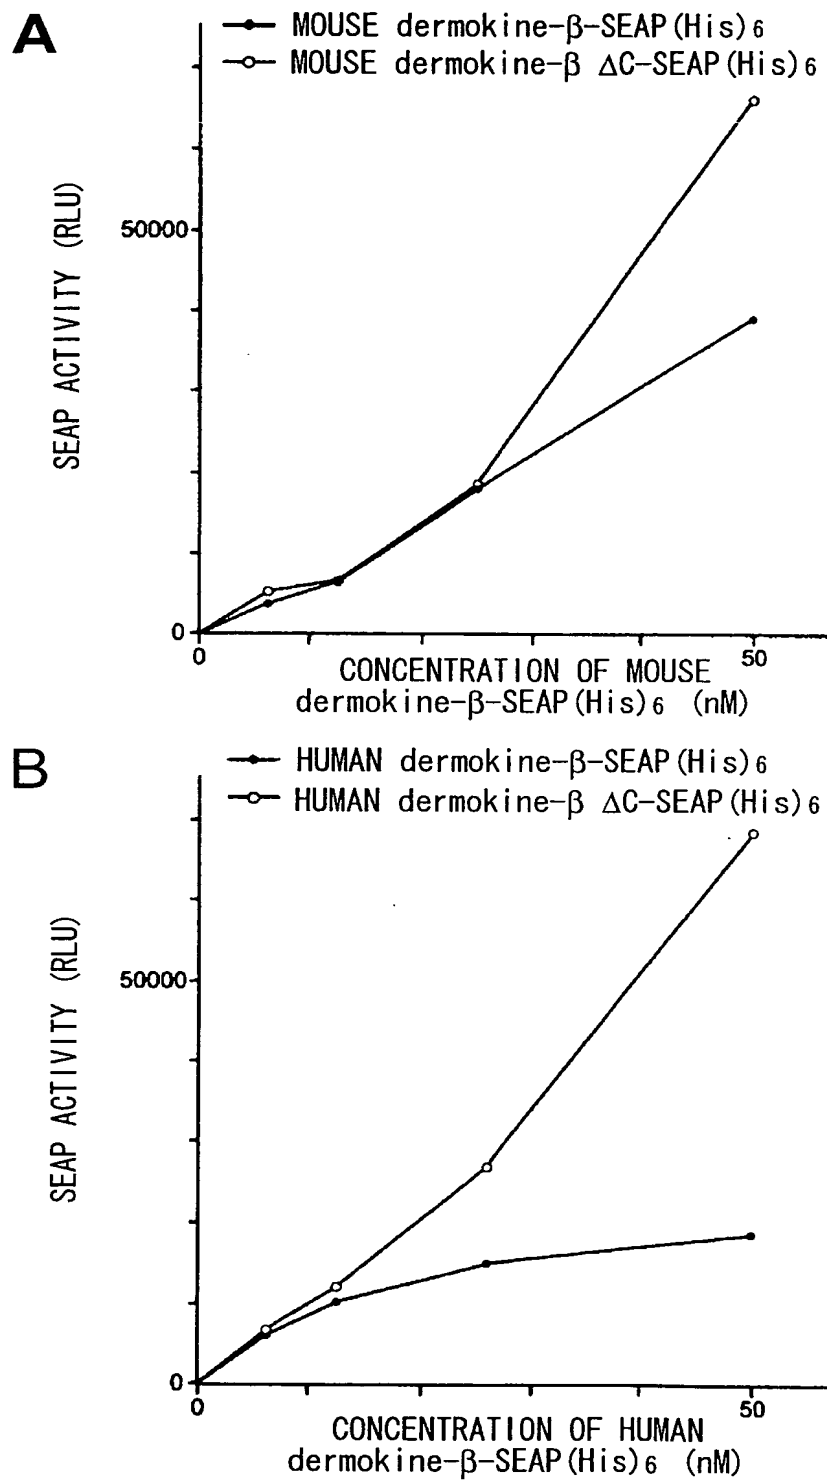 A
MOUSE dermokine-β-SEAP(His)6
MOUSE dermokine-β ΔC-SEAP(His)6
SEAP ACTIVITY (RLU)
50000
0
0
50
CONCENTRATION OF MOUSE
dermokine-β-SEAP(His)6 (nM)
B
HUMAN dermokine-β-SEAP(His)6
HUMAN dermokine-β ΔC-SEAP(His)6
SEAP ACTIVITY (RLU)
50000
0
0
50
CONCENTRATION OF HUMAN
dermokine-β-SEAP(His)6 (nM)